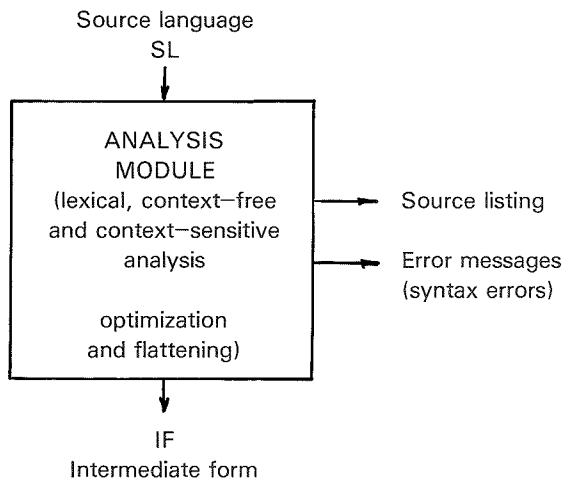 Source language
SL
ANALYSIS
MODULE
(lexical, context-free
and context-sensitive
analysis
optimization
and flattening)
Source listing
Error messages
(syntax errors)
IF
Intermediate form